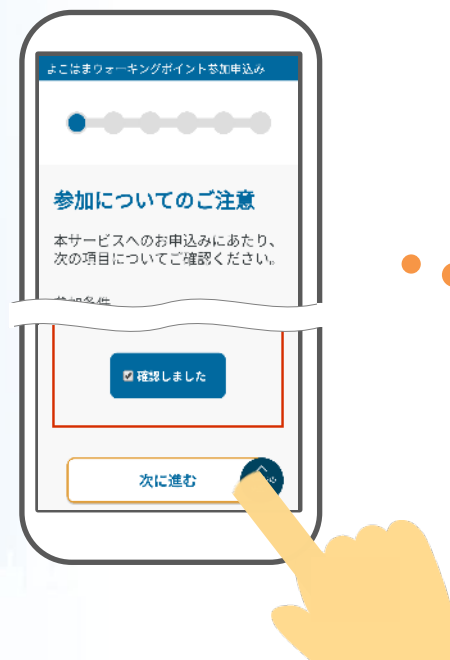 よこはまウォーキングポイント参加申込み
参加についてのご注意
本サービスへのお申込みにあたり、
次の項目についてご確認ください。
確認しました
次に進む